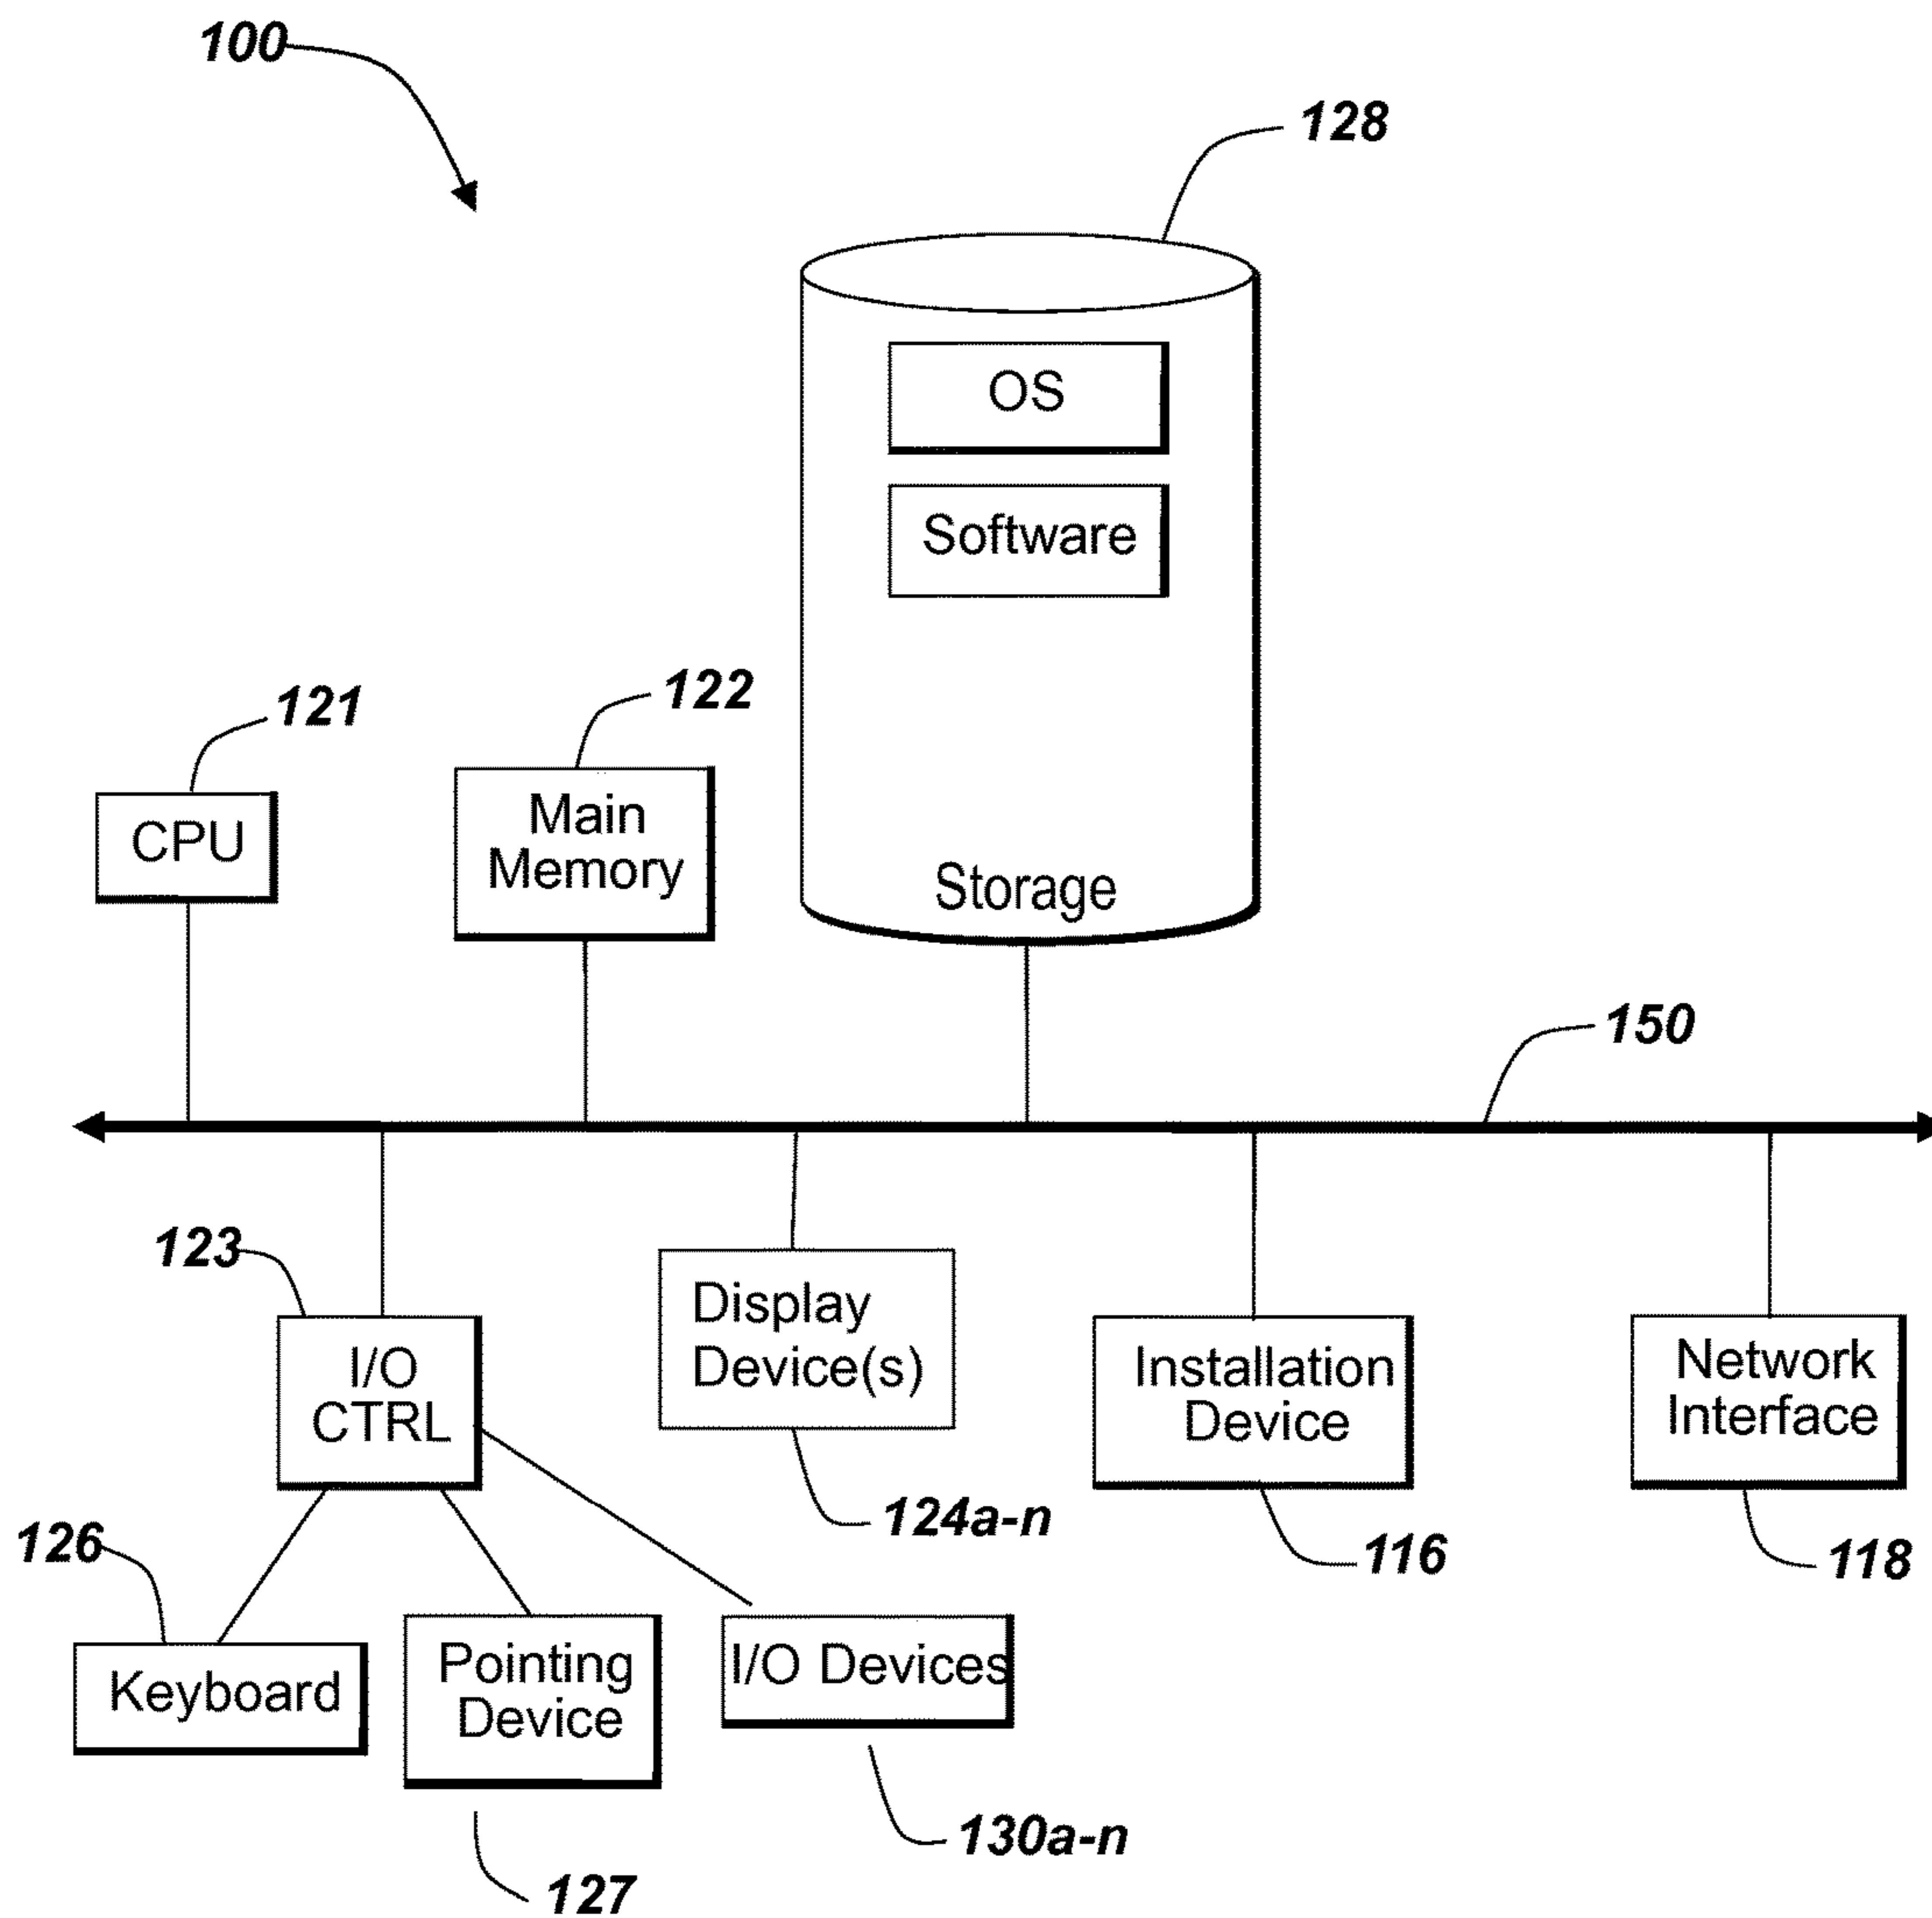 100
128
OS
Software
121
122
CPU
Main
Memory
Storage
150
123
I/O
CTRL
Display
Device(s)
Installation
Device
Network
Interface
124a-n
116
118
126
Keyboard
Pointing
Device
I/O Devices
130a-n
127